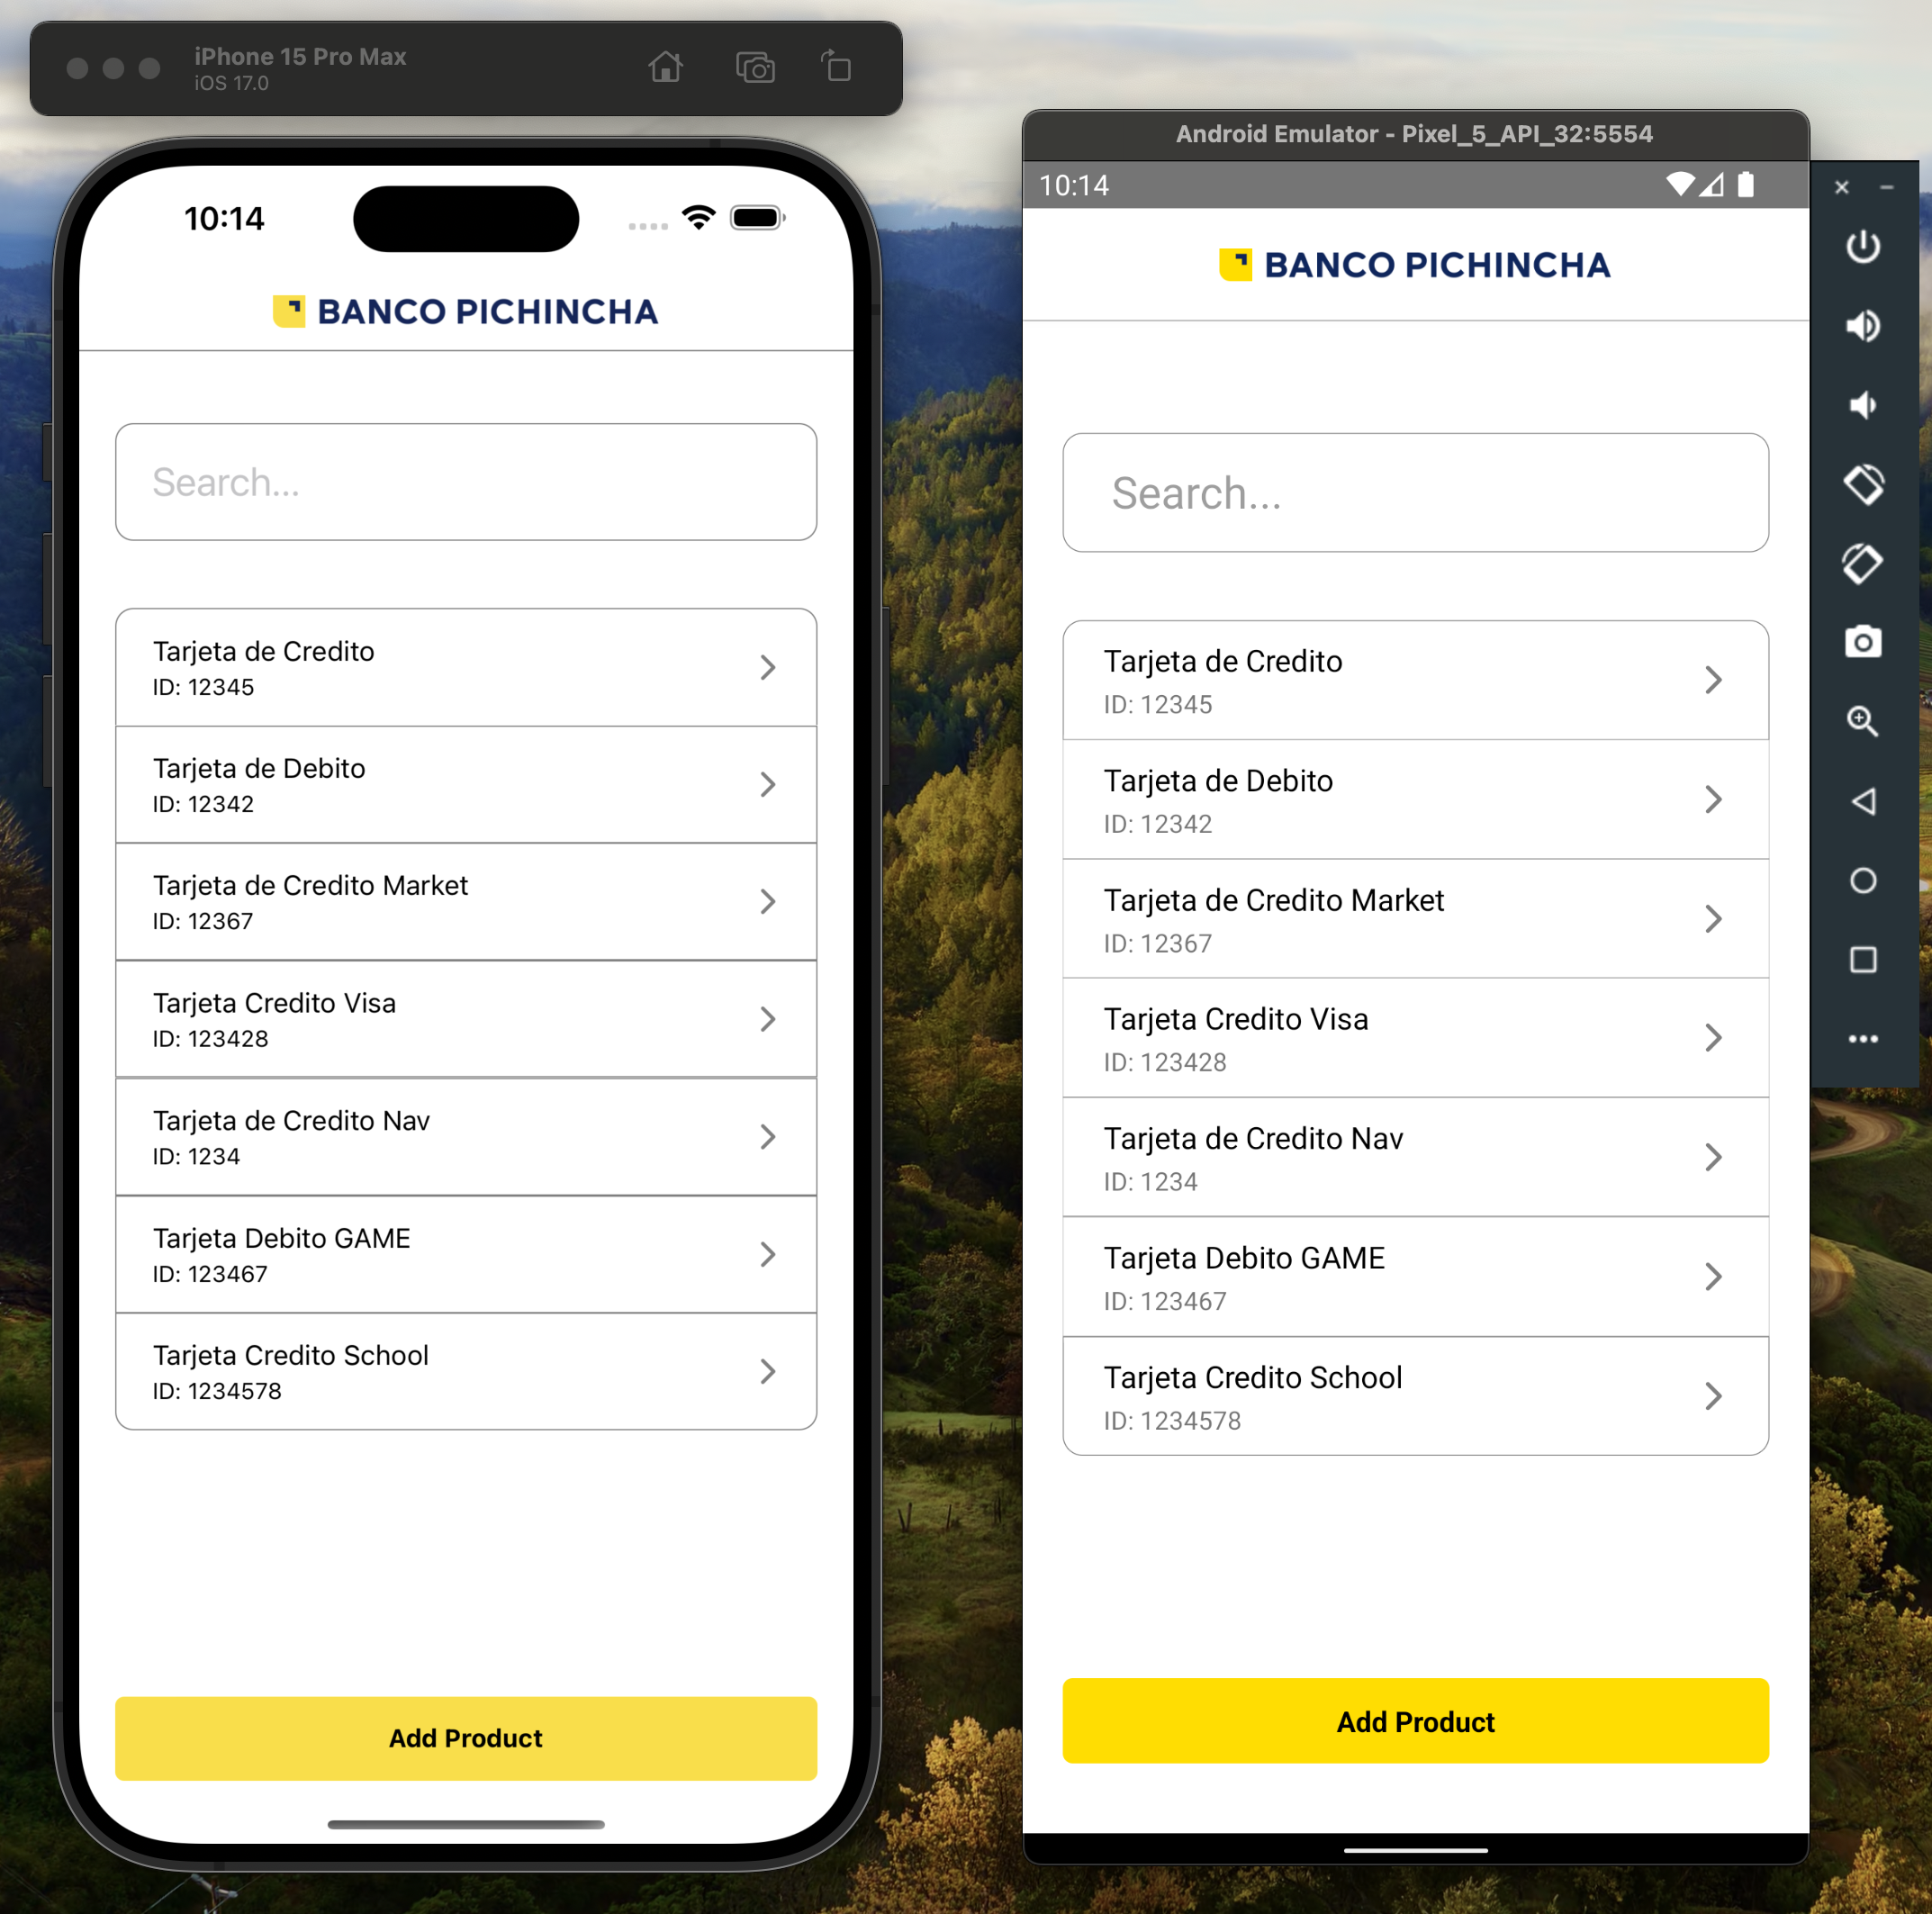 iPhone 15 Pro Max
iOS 17.0
10:14
BANCO PICHINCHA
Search...
Tarjeta de Credito
ID: 12345
Tarjeta de Debito
ID: 12342
Tarjeta de Credito Market
ID: 12367
Tarjeta Credito Visa
ID: 123428
Tarjeta de Credito Nav
ID: 1234
Tarjeta Debito GAME
ID: 123467
Tarjeta Credito School
ID: 1234578
Add Product
Android Emulator - Pixel_5_API_32:5554
10:14
BANCO PICHINCHA
Search...
Tarjeta de Credito
ID: 12345
Tarjeta de Debito
ID: 12342
Tarjeta de Credito Market
ID: 12367
Tarjeta Credito Visa
ID: 123428
Tarjeta de Credito Nav
ID: 1234
Tarjeta Debito GAME
ID: 123467
Tarjeta Credito School
ID: 1234578
Add Product